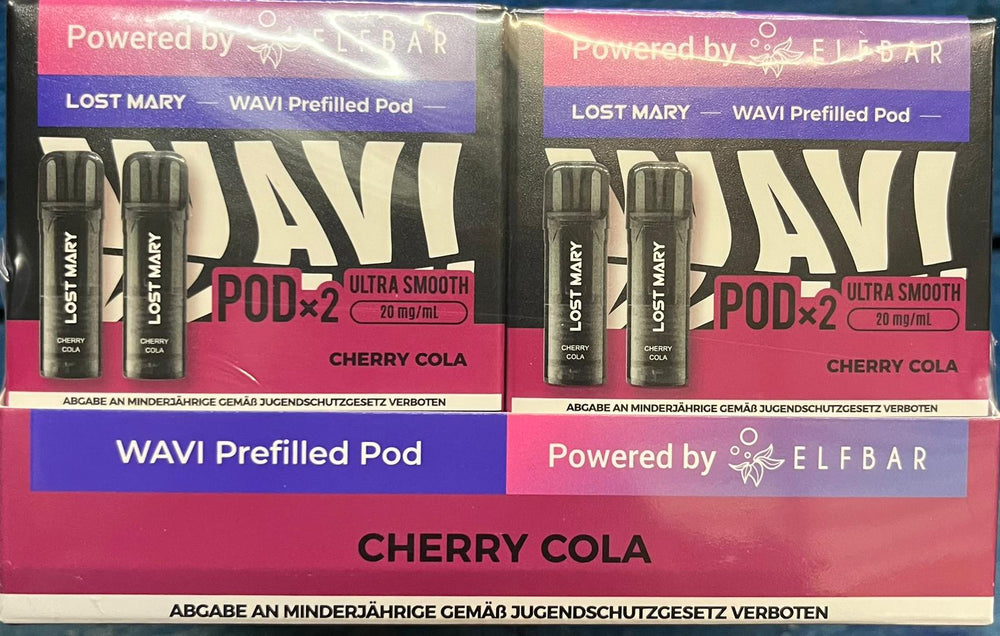 Powered by ELFBAR
LOST MARY — WAVI Prefilled Pod —
WAVI
LOST MARY
CHERRY
COLA
LOST MARY
CHERRY
COLA
POD×2
ULTRA SMOOTH
20 mg/mL
CHERRY COLA
ABGABE AN MINDERJÄHRIGE GEMÄß JUGENDSCHUTZGESETZ VERBOTEN
Powered by ELFBAR
LOST MARY — WAVI Prefilled Pod —
WAVI
LOST MARY
CHERRY
COLA
LOST MARY
CHERRY
COLA
POD×2
ULTRA SMOOTH
20 mg/mL
CHERRY COLA
ABGABE AN MINDERJÄHRIGE GEMÄß JUGENDSCHUTZGESETZ VERBOTEN
WAVI Prefilled Pod
Powered by ELFBAR
CHERRY COLA
ABGABE AN MINDERJÄHRIGE GEMÄß JUGENDSCHUTZGESETZ VERBOTEN